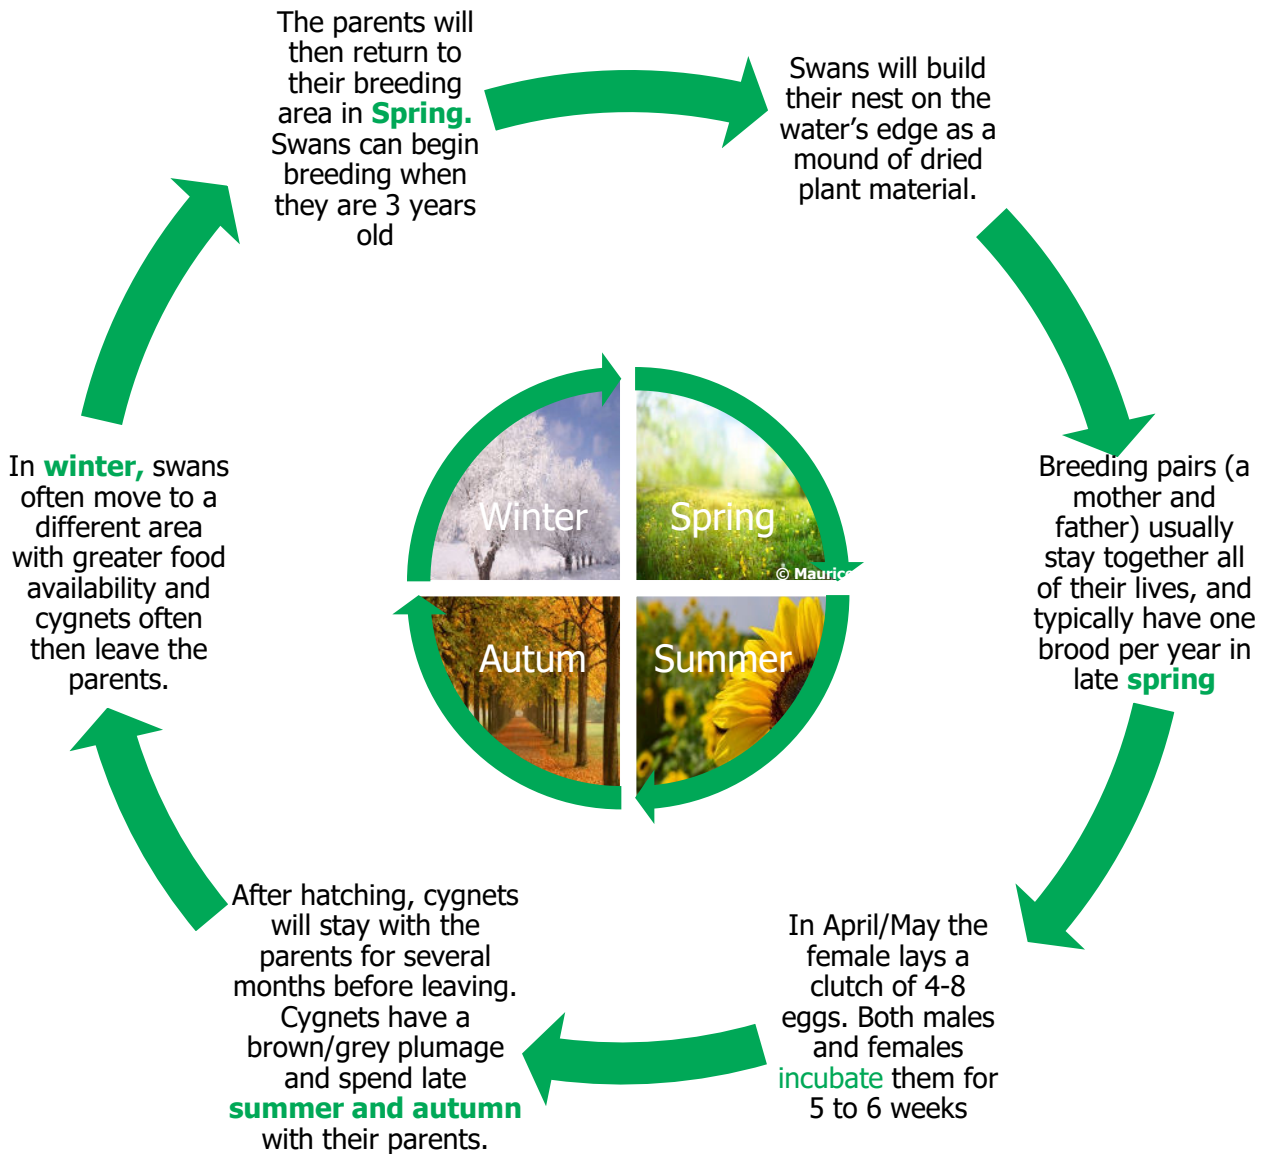 The parents will
then return to
their breeding
area in Spring.
Swans can begin
breeding when
they are 3 years
old
Swans will build
their nest on the
water's edge as a
mound of dried
plant material.
Breeding pairs (a
mother and
father) usually
stay together all
of their lives, and
typically have one
brood per year in
late spring
In April/May the
female lays a
clutch of 4-8
eggs. Both males
and females
incubate them for
5 to 6 weeks
After hatching, cygnets
will stay with the
parents for several
months before leaving.
Cygnets have a
brown/grey plumage
and spend late
summer and autumn
with their parents.
In winter, swans
often move to a
different area
with greater food
availability and
cygnets often
then leave the
parents.
Winter
Spring
© Maurice
Autum
Summer